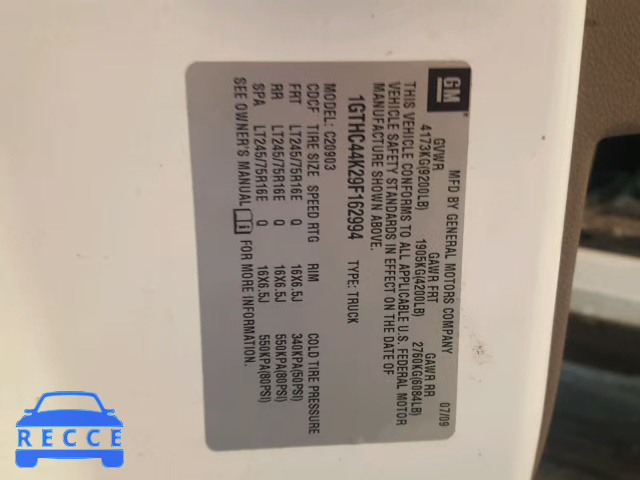 GM
MFD BY GENERAL MOTORS COMPANY 07/09
GVWR GAWR FRT GAWR RR
4173KG(9200LB) 1905KG(4200LB) 2760KG(6084LB)
THIS VEHICLE CONFORMS TO ALL APPLICABLE U.S. FEDERAL MOTOR
VEHICLE SAFETY STANDARDS IN EFFECT ON THE DATE OF
MANUFACTURE SHOWN ABOVE.
1GTHC44K29F162994 TYPE: TRUCK
MODEL: C20903
CDCF TIRE SIZE SPEED RTG RIM COLD TIRE PRESSURE
FRT LT245/75R16E Q 16X6.5J 340KPA(50PSI)
RR LT245/75R16E Q 16X6.5J 550KPA(80PSI)
SPA LT245/75R16E Q 16X6.5J 550KPA(80PSI)
SEE OWNER'S MANUAL FOR MORE INFORMATION.
RECCE